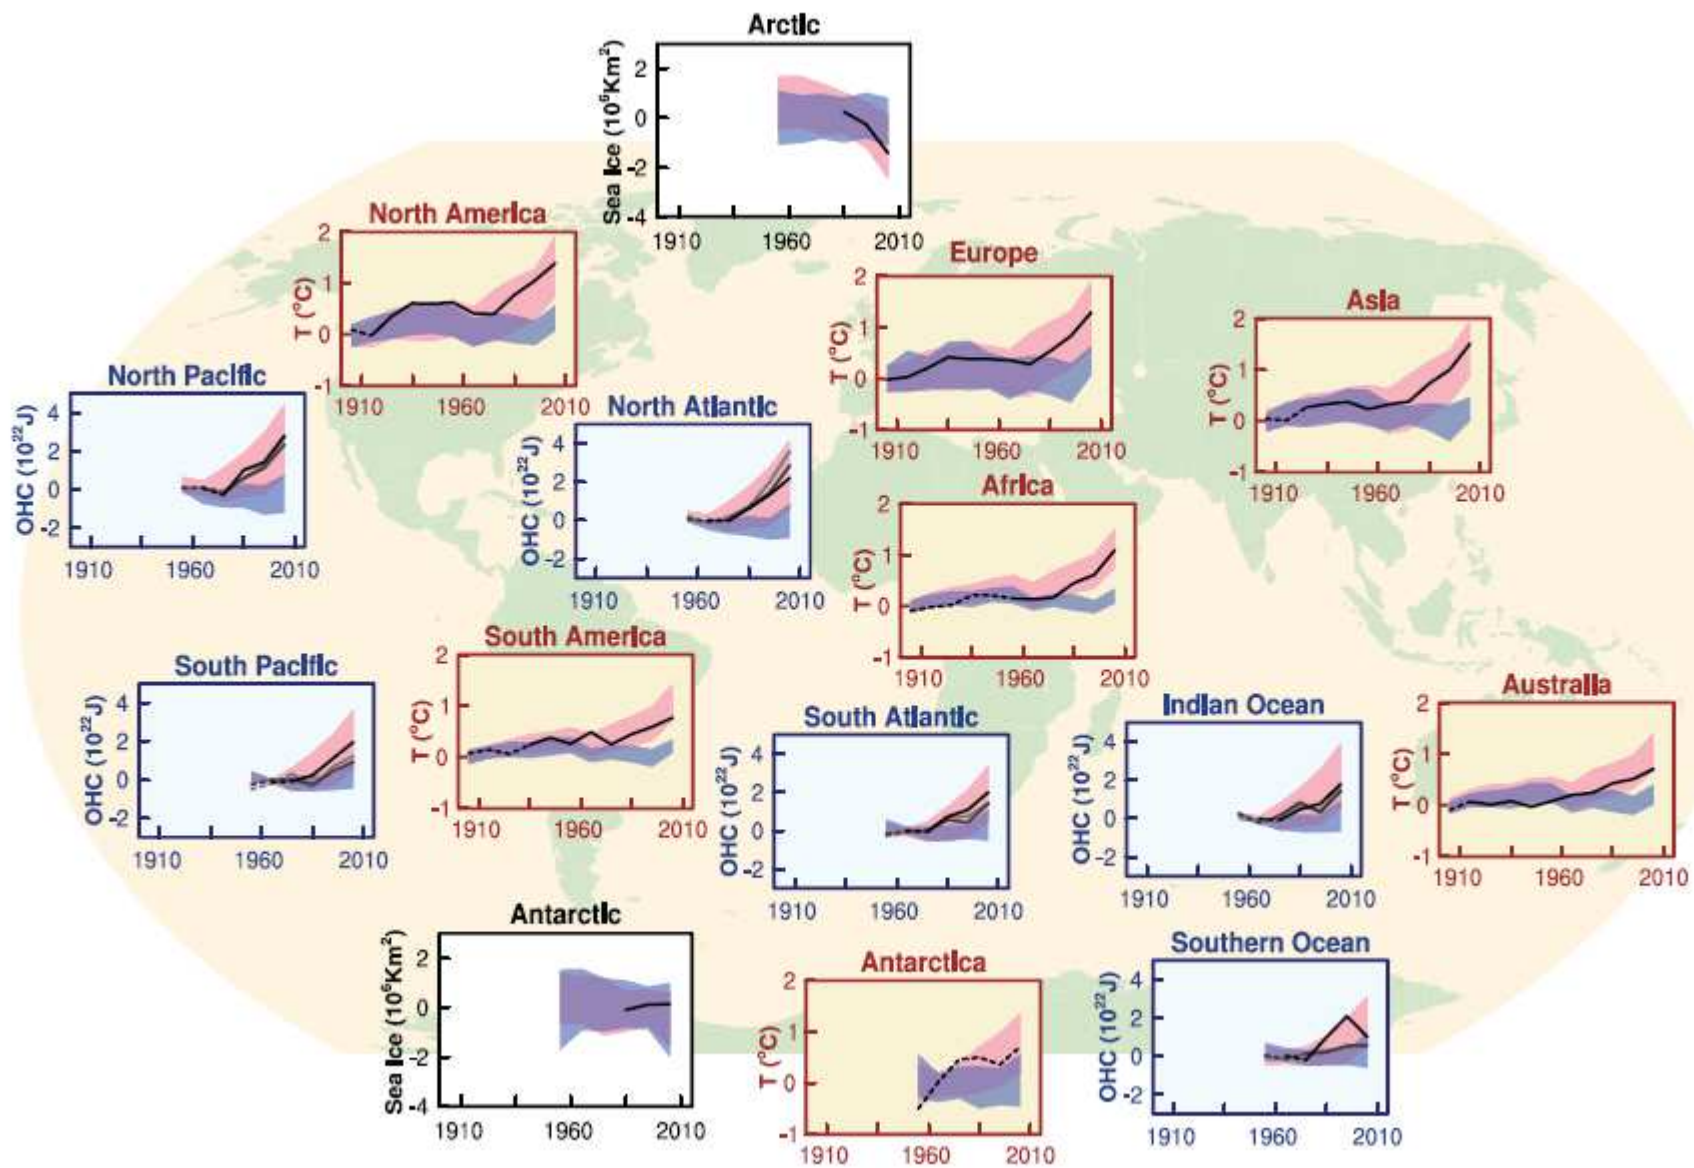 Arctic
Sea Ice (10⁶Km²)
2
0
-2
-4
1910 1960 2010
North America
T (°C)
2
1
0
-1
1910 1960 2010
Europe
T (°C)
2
1
0
-1
1910 1960 2010
Asia
T (°C)
2
1
0
-1
1910 1960 2010
North Pacific
OHC (10²²J)
4
2
0
-2
1910 1960 2010
North Atlantic
OHC (10²²J)
4
2
0
-2
1910 1960 2010
Africa
T (°C)
2
1
0
-1
1910 1960 2010
South Pacific
OHC (10²²J)
4
2
0
-2
1910 1960 2010
South America
T (°C)
2
1
0
-1
1910 1960 2010
South Atlantic
OHC (10²²J)
4
2
0
-2
1910 1960 2010
Indian Ocean
OHC (10²²J)
4
2
0
-2
1910 1960 2010
Australia
T (°C)
2
1
0
-1
1910 1960 2010
Antarctic
Sea Ice (10⁶Km²)
2
0
-2
-4
1910 1960 2010
Antarctica
T (°C)
2
1
0
-1
1910 1960 2010
Southern Ocean
OHC (10²²J)
4
2
0
-2
1910 1960 2010